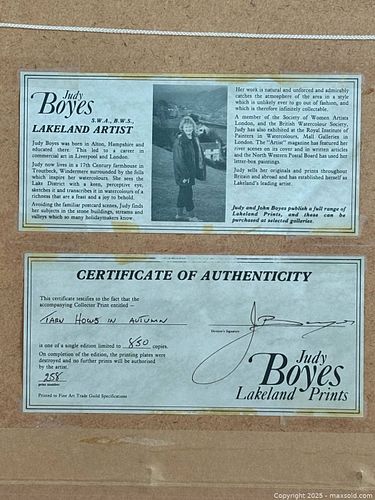 Judy
Boyes
S.W.A., B.W.S.,
LAKELAND ARTIST
Judy Boyes was born in Alton, Hampshire and
educated there. This led to a career in
commercial art in Liverpool and London.
Judy now lives in a 17th Century farmhouse in
Troutbeck, Windermere surrounded by the fells
which inspire her watercolours. She sees the
Lake District with a keen, perceptive eye,
sketches and transcribes it in watercolours of a
richness that are a feast and a joy to behold.
Avoiding the familiar postcard scenes, Judy finds
her subjects in the stone buildings, streams and
valleys which so many holidaymakers know.
Her work is natural and unforced and admirably
catches the atmosphere of the area in a style
which is unlikely ever to go out of fashion, and
which is therefore infinitely collectable.
A member of the Society of Women Artists
London, and the British Watercolour Society,
Judy has also exhibited at the Royal Institute of
Painters in Watercolours, Mall Galleries in
London. The "Artist" magazine has featured her
river scenes on its cover and in written articles
and the North Western Postal Board has used her
letter-box paintings.
Judy sells her originals and prints throughout
Britain and abroad and has established herself as
Lakeland's leading artist.
Judy and John Boyes publish a full range of
Lakeland Prints, and these can be
purchased at selected galleries.
CERTIFICATE OF AUTHENTICITY
This certificate testifies to the fact that the
accompanying Collector Print entitled —
TARN HOWS IN AUTUMN
is one of a single edition limited to 850 copies.
On completion of the edition, the printing plates were
destroyed and no further prints will be authorised
by the artist.
258
print number
Printed to Fine Art Trade Guild Specifications
Director's Signature
Judy
Boyes
Lakeland Prints
Copyright 2025 - maxsold.com